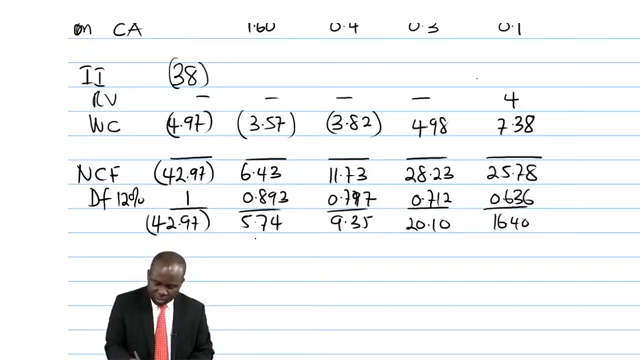 on CA 1.60 0.4 0.3 0.1
II (38)
RV – – – – 4
WC (4.97) (3.57) (3.82) 4.98 7.38
NCF (42.97) 6.43 11.73 28.23 25.78
Df 12% 1 0.893 0.797 0.712 0.636
(42.97) 5.74 9.35 20.10 1640